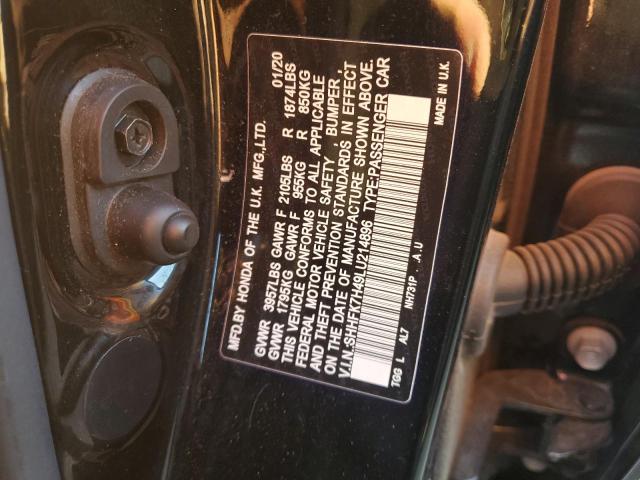 MFD.BY HONDA OF THE U.K. MFG.,LTD. 01/20
GVWR 3957LBS GAWR F 2105LBS R 1874LBS
GVWR 1795KG GAWR F 955KG R 850KG
THIS VEHICLE CONFORMS TO ALL APPLICABLE
FEDERAL MOTOR VEHICLE SAFETY , BUMPER ,
AND THEFT PREVENTION STANDARDS IN EFFECT
ON THE DATE OF MANUFACTURE SHOWN ABOVE.
V.I.N.:SHHFK7H49LU214896 TYPE:PASSENGER CAR
TGG L AL7 NH731P . A.U MADE IN U.K.